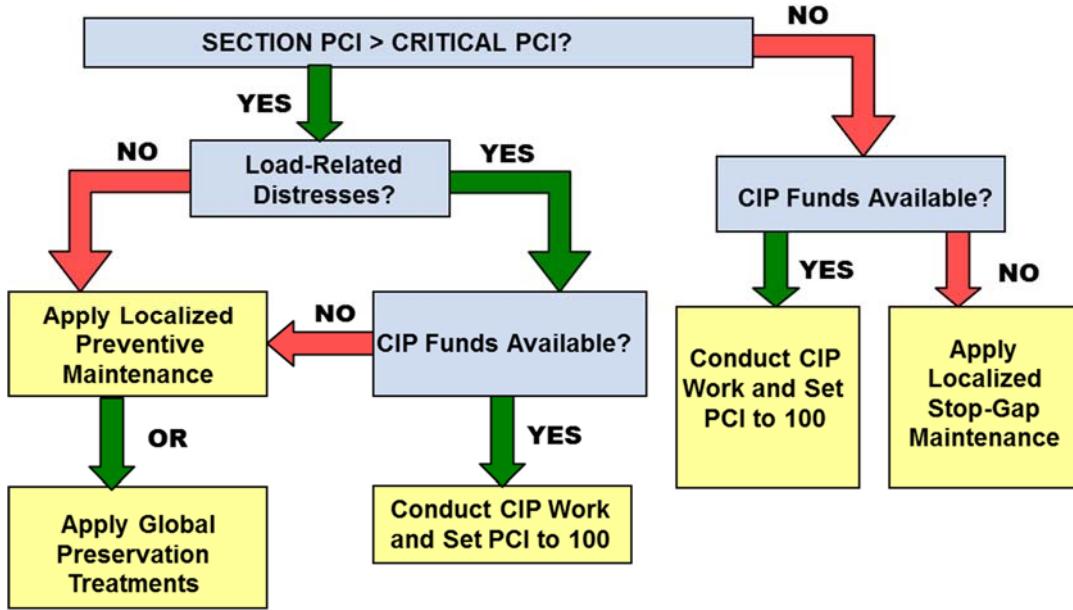 SECTION PCI > CRITICAL PCI?
NO
YES
NO
Load-Related
Distresses?
YES
CIP Funds Available?
YES
NO
Apply Localized
Preventive
Maintenance
NO
CIP Funds Available?
Conduct CIP
Work and Set
PCI to 100
Apply
Localized
Stop-Gap
Maintenance
OR
YES
Apply Global
Preservation
Treatments
Conduct CIP Work
and Set PCI to 100